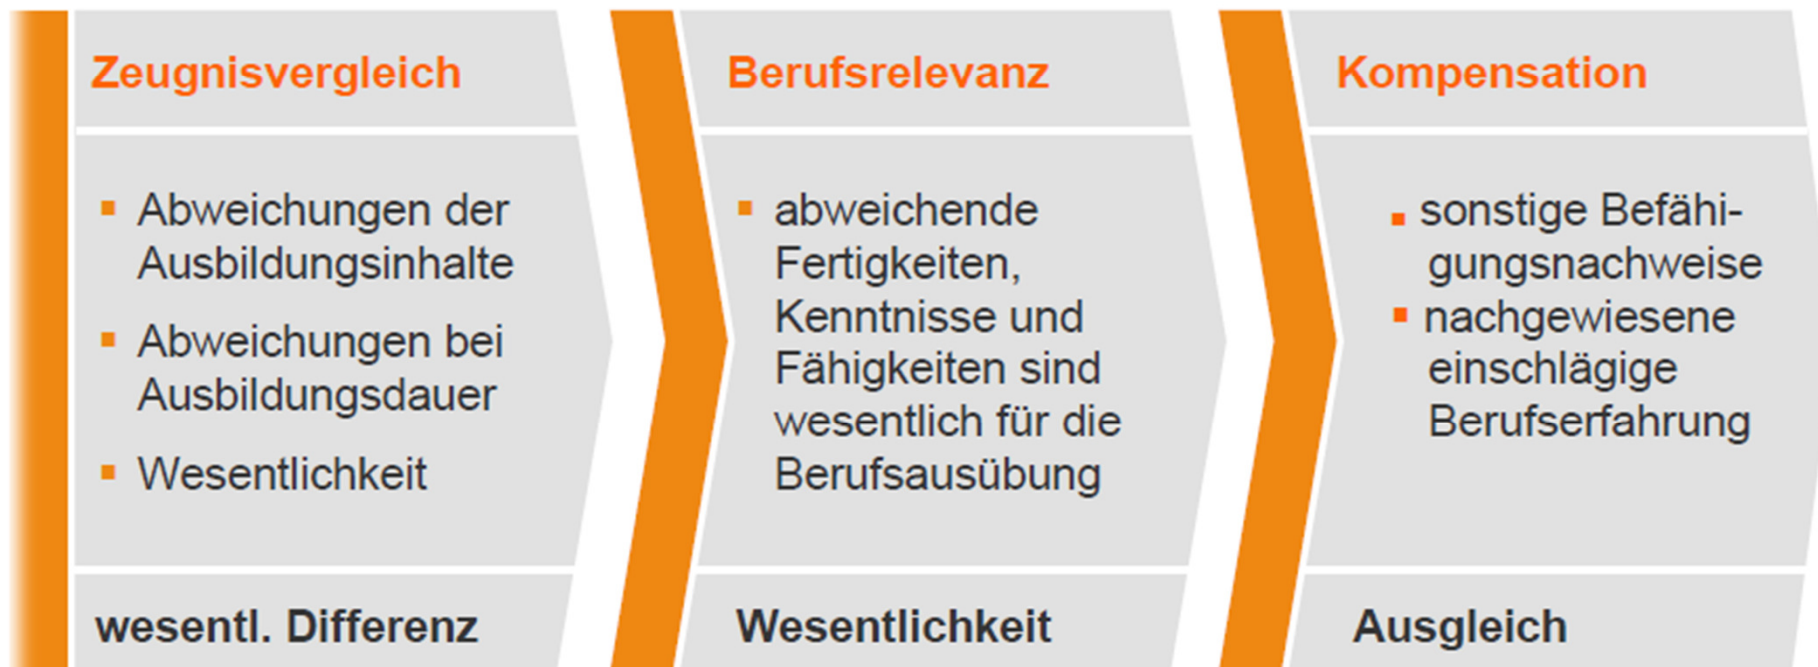 Zeugnisvergleich
▪ Abweichungen der
Ausbildungsinhalte
▪ Abweichungen bei
Ausbildungsdauer
▪ Wesentlichkeit
wesentl. Differenz
Berufsrelevanz
▪ abweichende
Fertigkeiten,
Kenntnisse und
Fähigkeiten sind
wesentlich für die
Berufsausübung
Wesentlichkeit
Kompensation
▪ sonstige Befähi-
gungsnachweise
▪ nachgewiesene
einschlägige
Berufserfahrung
Ausgleich